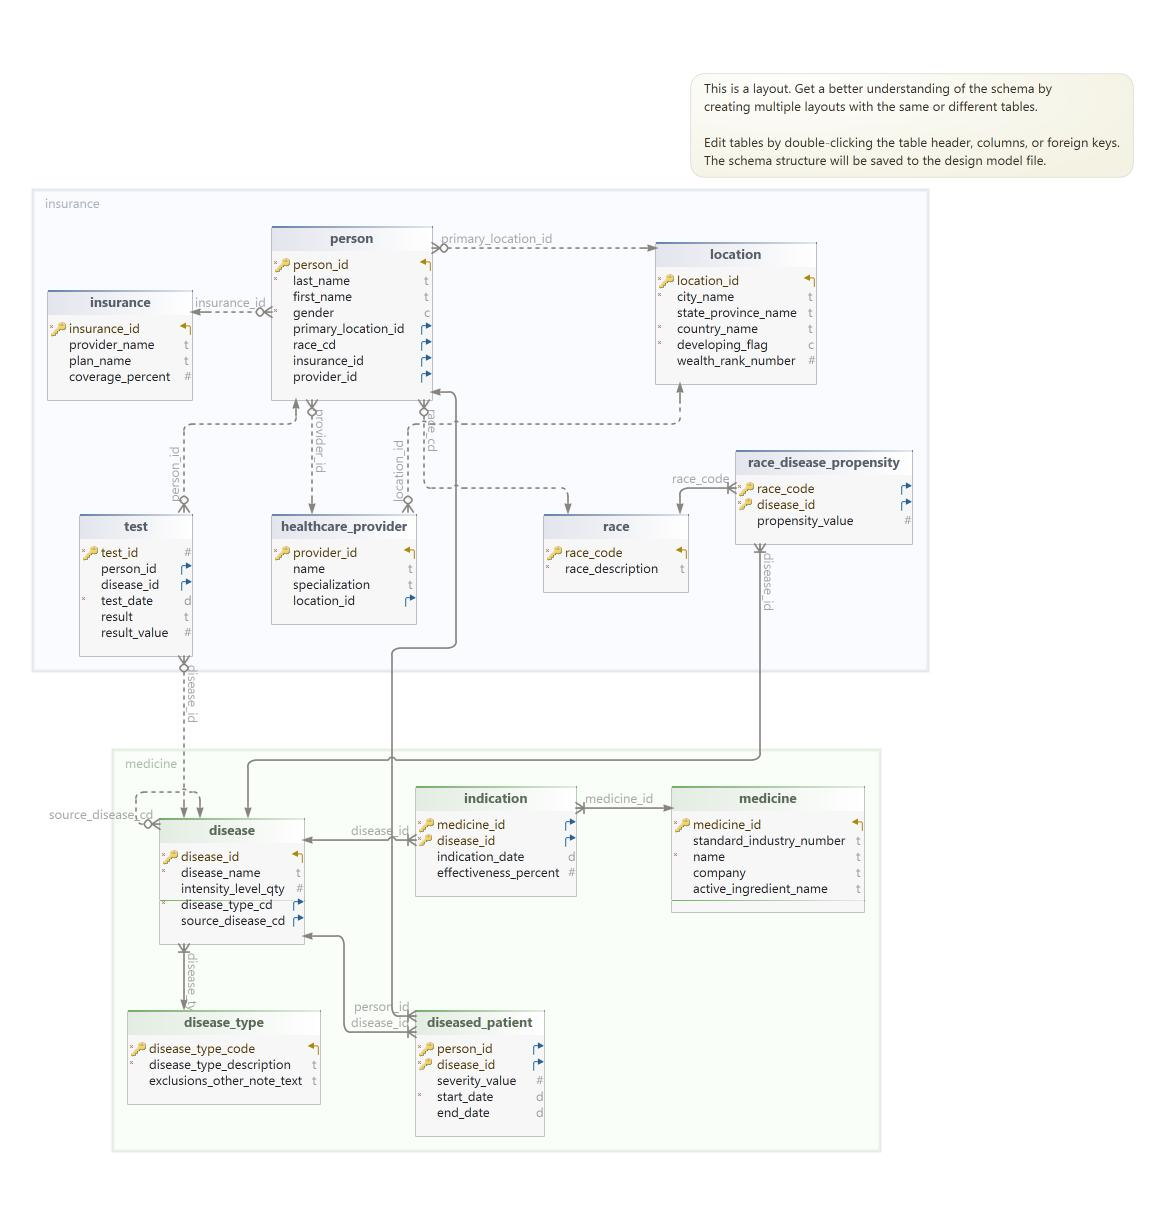 This is a layout. Get a better understanding of the schema by
creating multiple layouts with the same or different tables.
Edit tables by double-clicking the table header, columns, or foreign keys.
The schema structure will be saved to the design model file.
insurance
person
person_id
last_name t
first_name t
gender c
primary_location_id
race_cd
insurance_id
provider_id
primary_location_id
location
location_id
city_name t
state_province_name t
country_name t
developing_flag c
wealth_rank_number #
insurance
insurance_id
provider_name t
plan_name t
coverage_percent #
insurance_id
person_id
provider_id
location_id
race_cd
race_code
race_disease_propensity
race_code
disease_id
propensity_value #
test
test_id #
person_id
disease_id
test_date d
result t
result_value #
healthcare_provider
provider_id
name t
specialization t
location_id
race
race_code
race_description t
disease_id
disease_id
medicine
source_disease_cd
disease
disease_id
disease_name t
intensity_level_qty #
disease_type_cd
source_disease_cd
disease_id
indication
medicine_id
disease_id
indication_date d
effectiveness_percent #
medicine_id
medicine
medicine_id
standard_industry_number t
name t
company t
active_ingredient_name t
disease_ty
disease_type
disease_type_code
disease_type_description t
exclusions_other_note_text t
person_id
disease_id
diseased_patient
person_id
disease_id
severity_value #
start_date d
end_date d